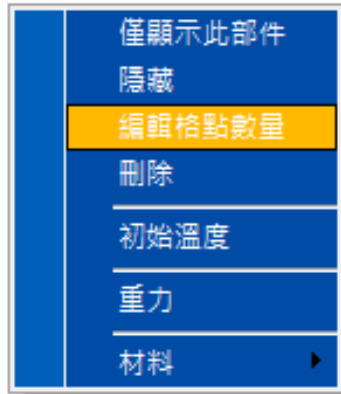 僅顯示此部件
隱藏
編輯格點數量
刪除
初始溫度
重力
材料